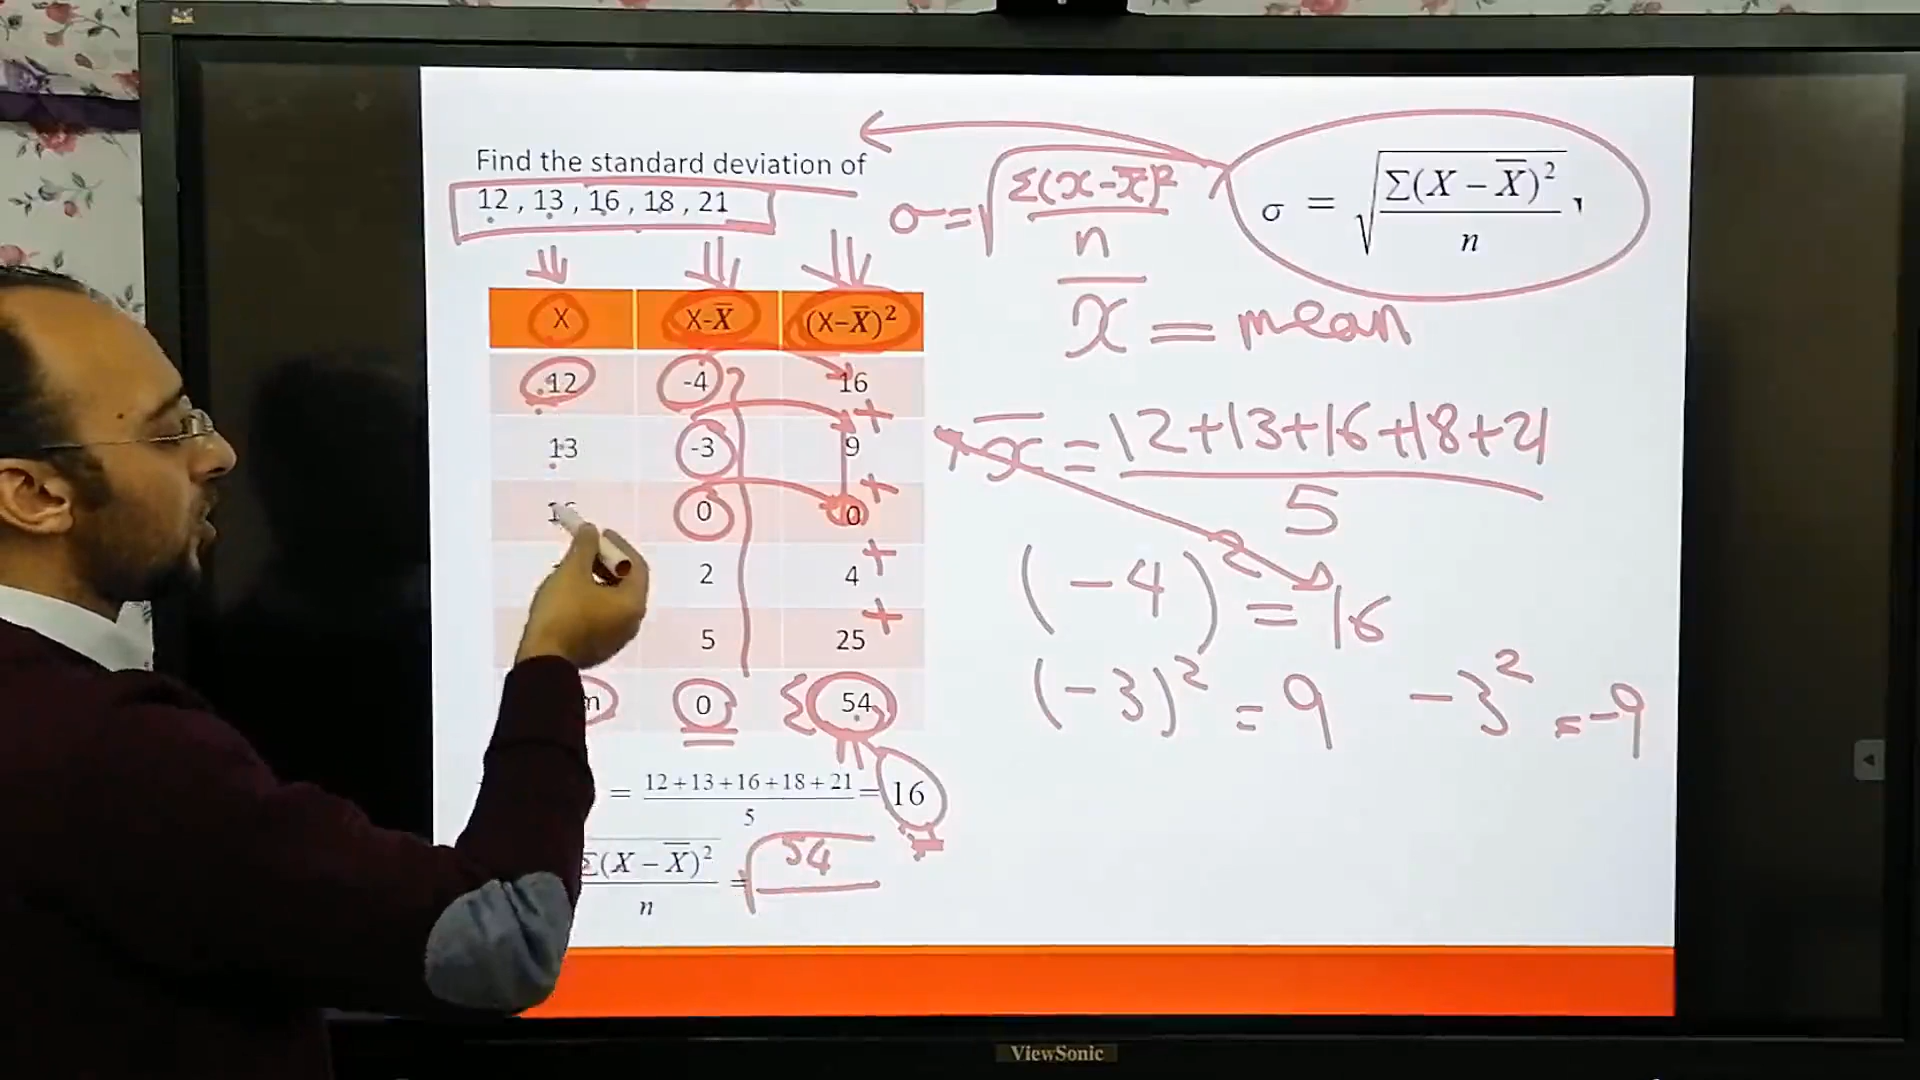 Find the standard deviation of
12 , 13 , 16 , 18 , 21
σ = √Σ(x-x̄)²
n
σ = √Σ(X − X̄)² ,
n
x̄ = mean
X X-X̄ (X-X̄)²
12 -4 16
13 -3 9
0 0
2 4
5 25
0 Σ 54
x̄ = 12+13+16+18+21
5
(-4)² = 16
(-3)² = 9 -3² = -9
= 12+13+16+18+21 = 16
5
Σ(X − X̄)² = √54
n
ViewSonic